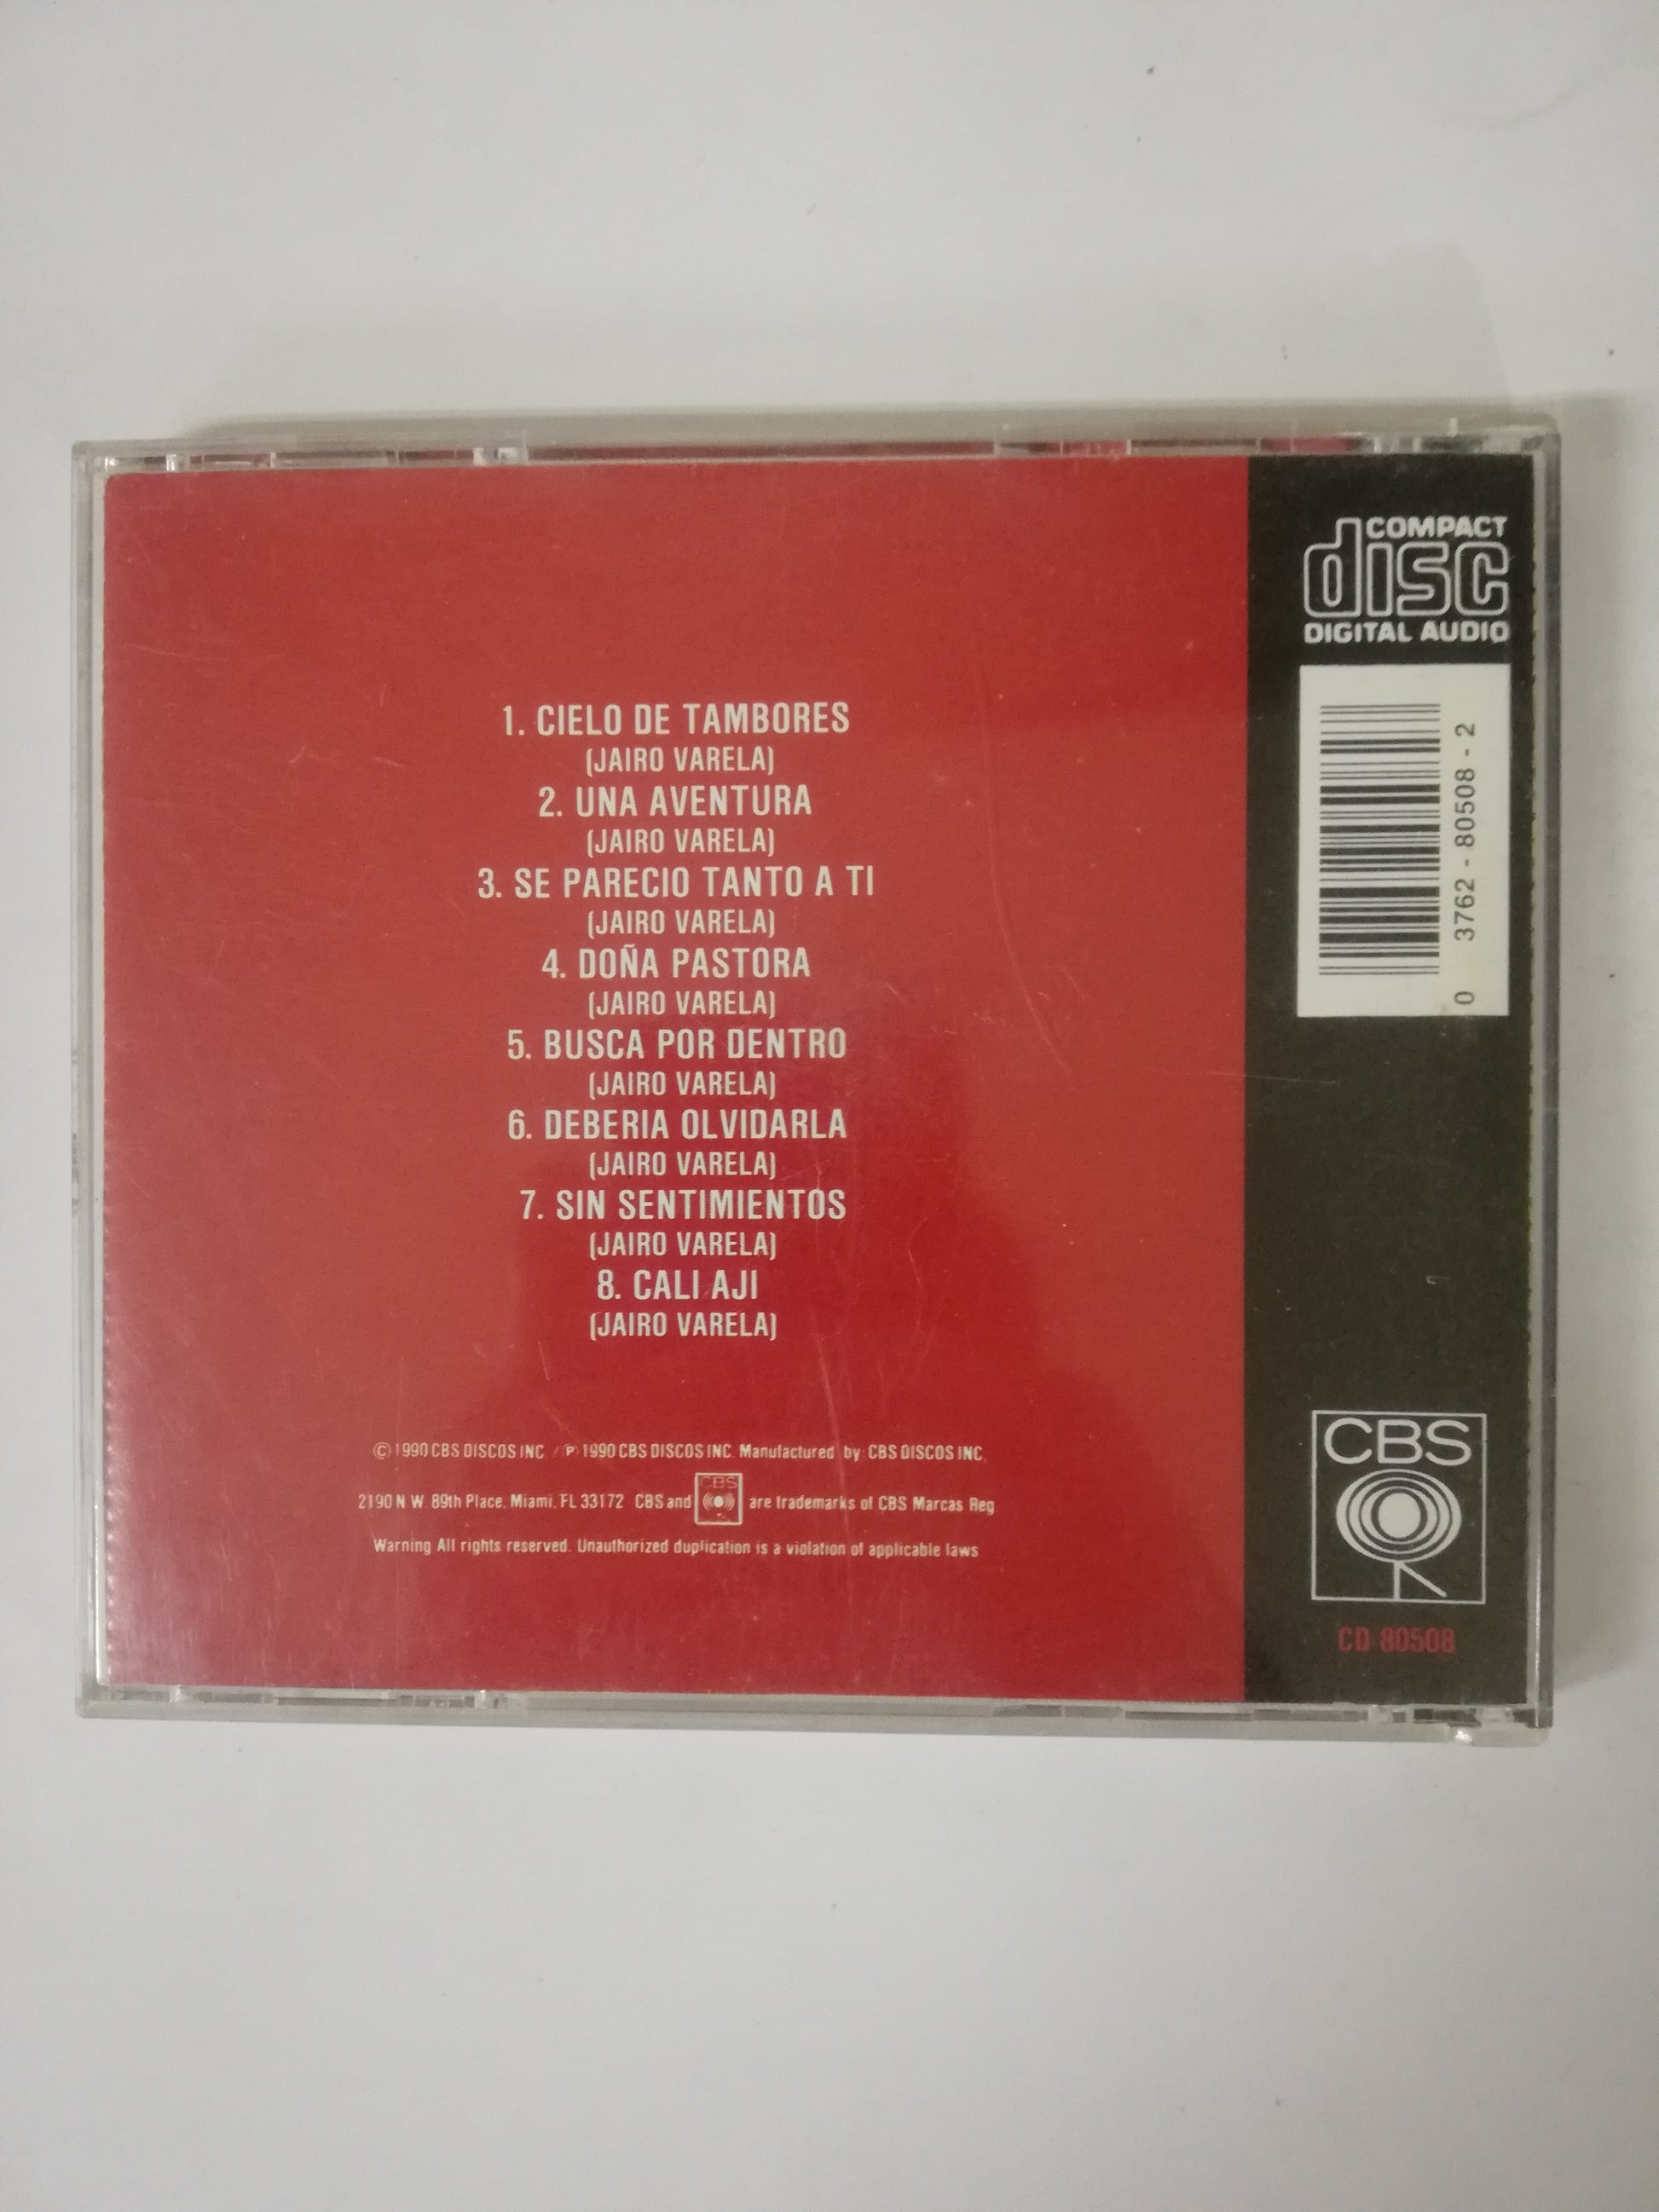 1. CIELO DE TAMBORES
(JAIRO VARELA)
2. UNA AVENTURA
(JAIRO VARELA)
3. SE PARECIO TANTO A TI
(JAIRO VARELA)
4. DOÑA PASTORA
(JAIRO VARELA)
5. BUSCA POR DENTRO
(JAIRO VARELA)
6. DEBERIA OLVIDARLA
(JAIRO VARELA)
7. SIN SENTIMIENTOS
(JAIRO VARELA)
8. CALI AJI
(JAIRO VARELA)
© 1990 CBS DISCOS INC. / ℗ 1990 CBS DISCOS INC. Manufactured by: CBS DISCOS INC.
2190 N.W. 89th Place, Miami, FL 33172 CBS and CBS are trademarks of CBS Marcas Reg.
Warning All rights reserved. Unauthorized duplication is a violation of applicable laws
COMPACT
disc
DIGITAL AUDIO
0 3762-80508-2
CBS
CD 80508